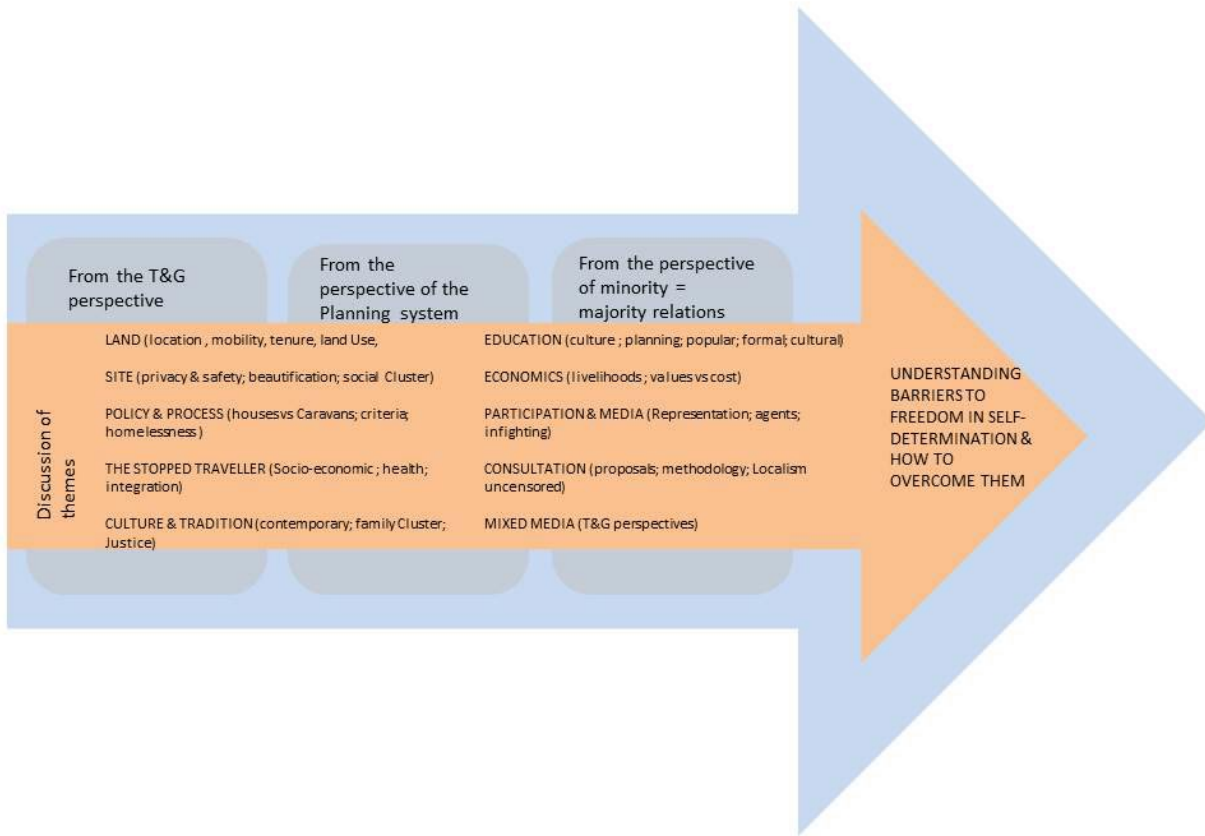 From the T&G
perspective
From the
perspective of the
Planning system
From the perspective
of minority =
majority relations
Discussion of
themes
LAND (location , mobility, tenure, land Use,
SITE (privacy & safety; beautification; social Cluster)
POLICY & PROCESS (houses vs Caravans; criteria;
homelessness)
THE STOPPED TRAVELLER (Socio-economic ; health;
integration)
CULTURE & TRADITION (contemporary; family Cluster;
Justice)
EDUCATION (culture ; planning; popular; formal; cultural)
ECONOMICS (livelihoods ; values vs cost)
PARTICIPATION & MEDIA (Representation; agents;
infighting)
CONSULTATION (proposals; methodology; Localism
uncensored)
MIXED MEDIA (T&G perspectives)
UNDERSTANDING
BARRIERS TO
FREEDOM IN SELF-
DETERMINATION &
HOW TO
OVERCOME THEM